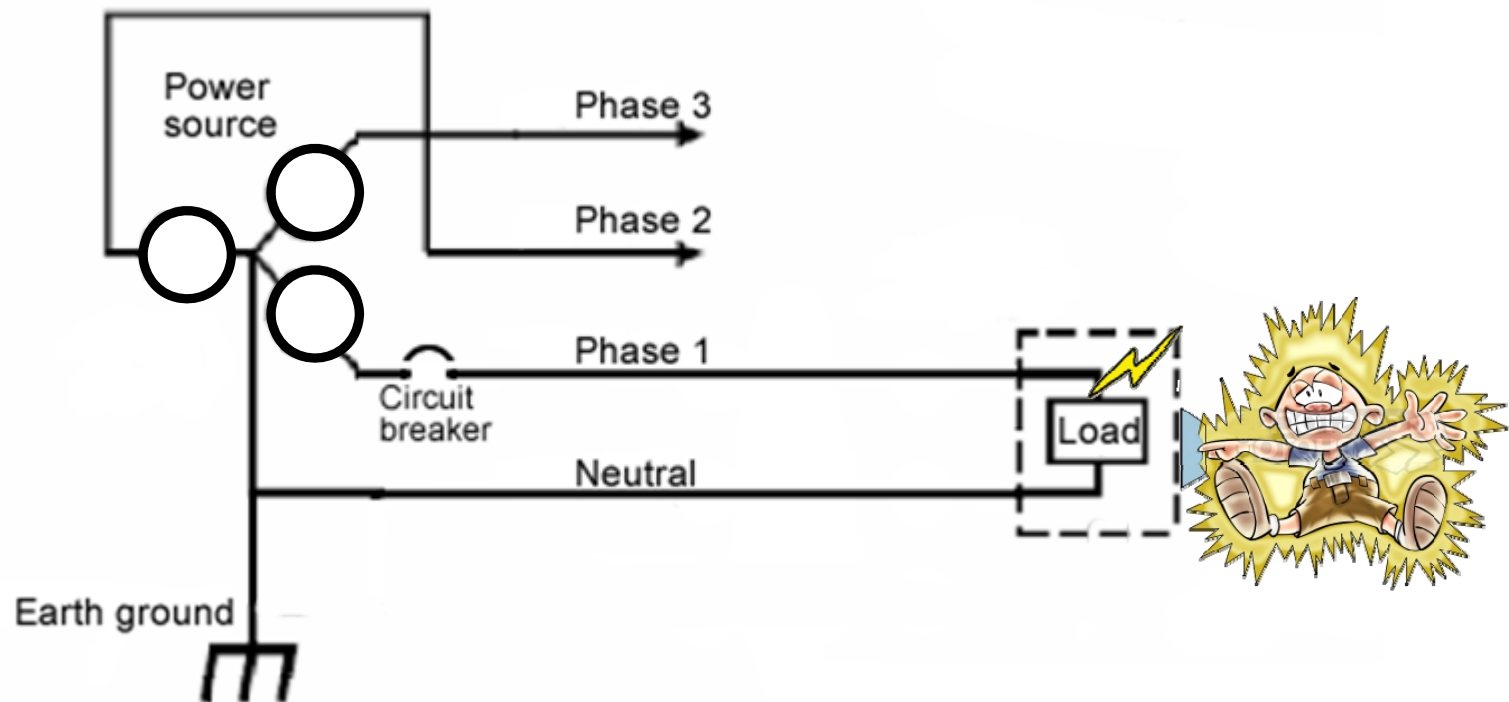 Power
source
Phase 3
Phase 2
Phase 1
Circuit
breaker
Load
Neutral
Earth ground